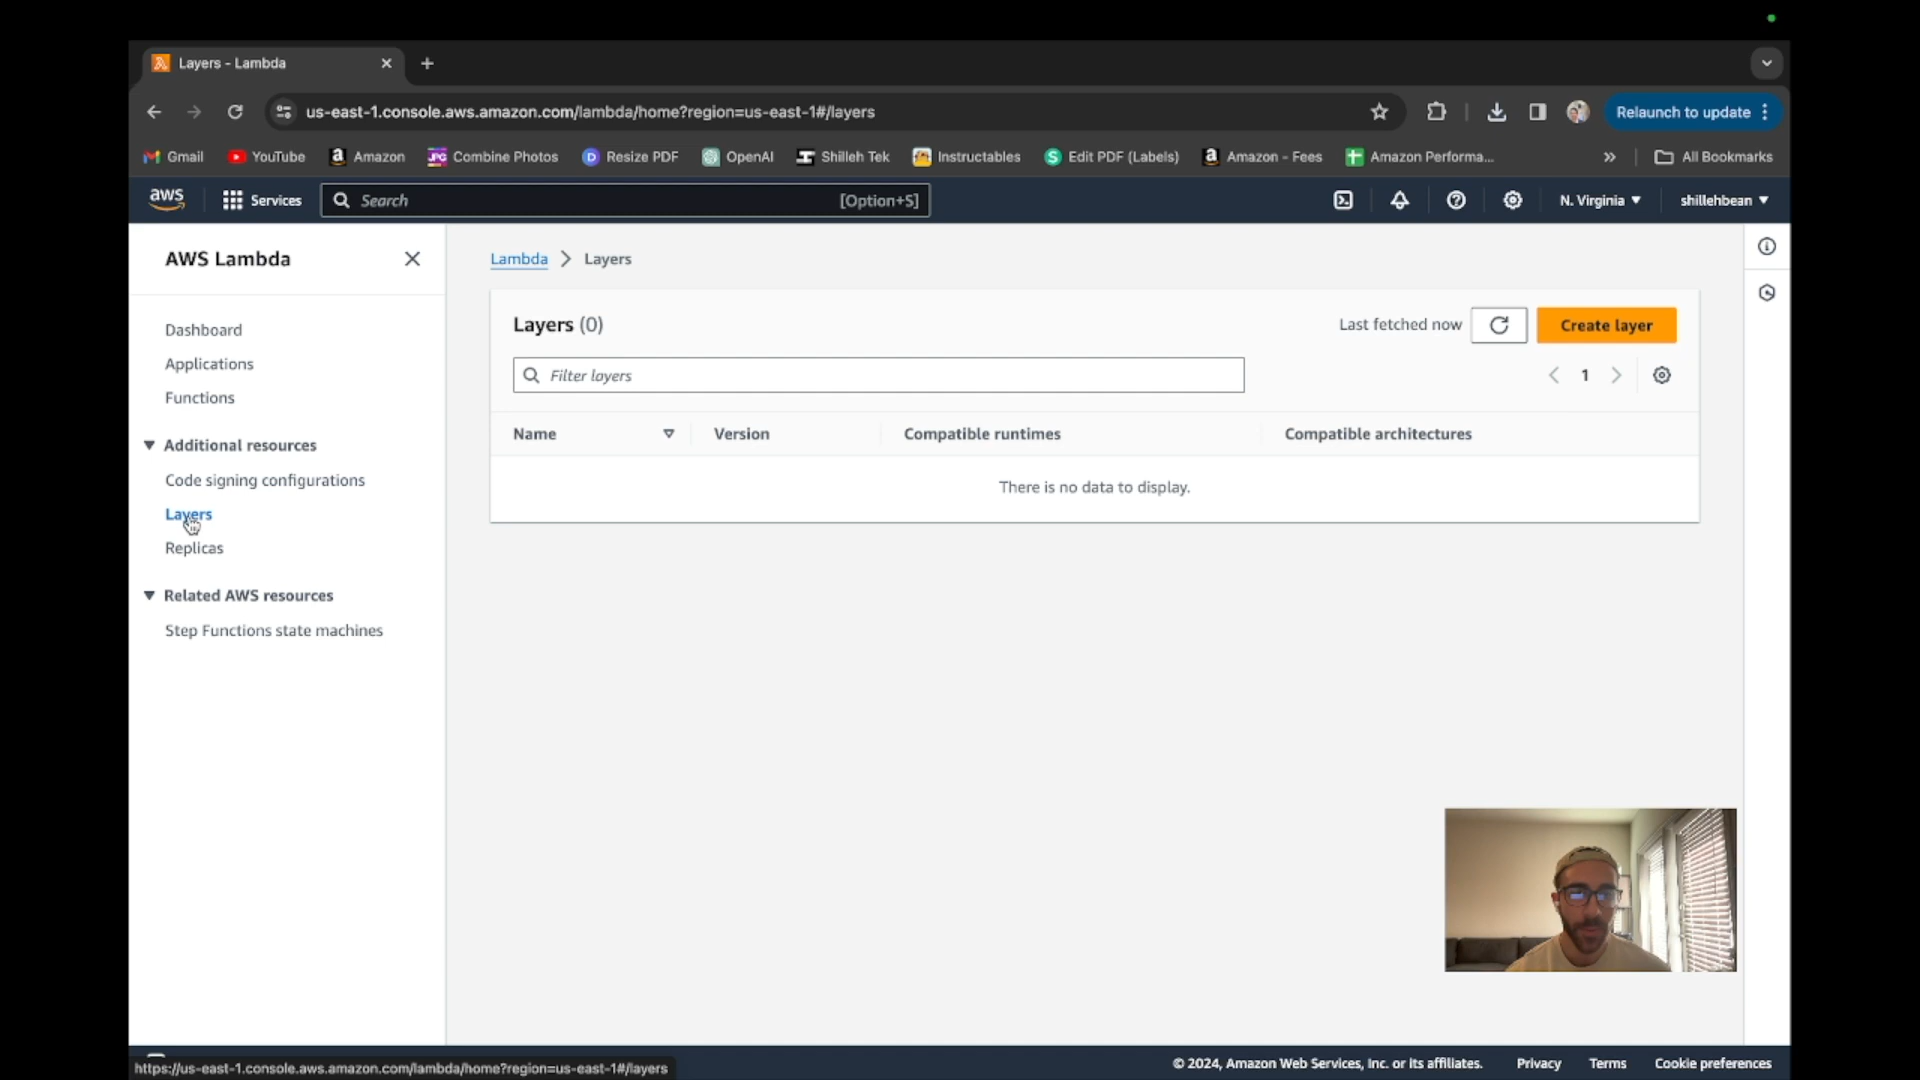 Layers - Lambda
us-east-1.console.aws.amazon.com/lambda/home?region=us-east-1#/layers
Relaunch to update
Gmail YouTube Amazon Combine Photos Resize PDF OpenAI Shilleh Tek Instructables Edit PDF (Labels) Amazon - Fees Amazon Performa... » All Bookmarks
aws Services Search [Option+S] N. Virginia shillehbean
AWS Lambda
Dashboard
Applications
Functions
Additional resources
Code signing configurations
Layers
Replicas
Related AWS resources
Step Functions state machines
Lambda > Layers
Layers (0)
Last fetched now
Create layer
Filter layers
1
Name Version Compatible runtimes Compatible architectures
There is no data to display.
https://us-east-1.console.aws.amazon.com/lambda/home?region=us-east-1#/layers
© 2024, Amazon Web Services, Inc. or its affiliates. Privacy Terms Cookie preferences